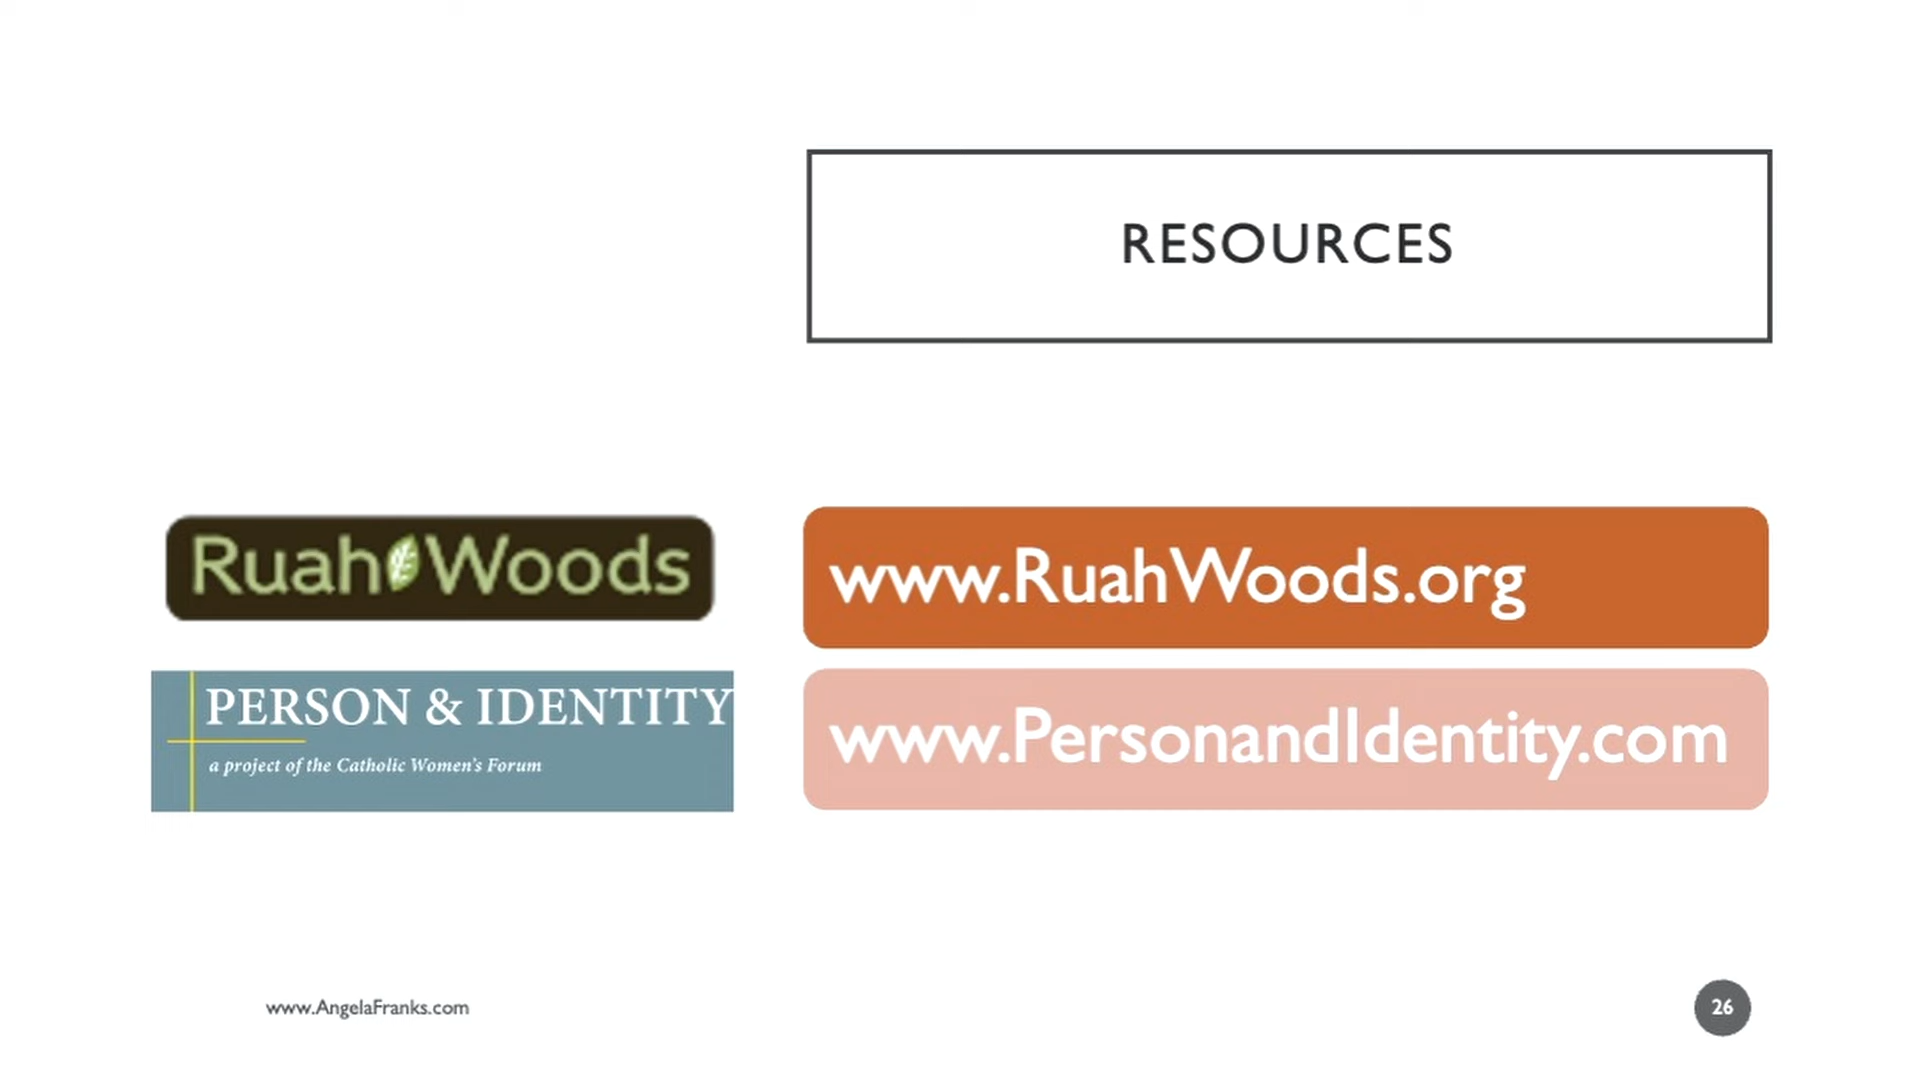 RESOURCES
Ruah Woods
www.RuahWoods.org
PERSON & IDENTITY
a project of the Catholic Women's Forum
www.PersonandIdentity.com
www.AngelaFranks.com
26